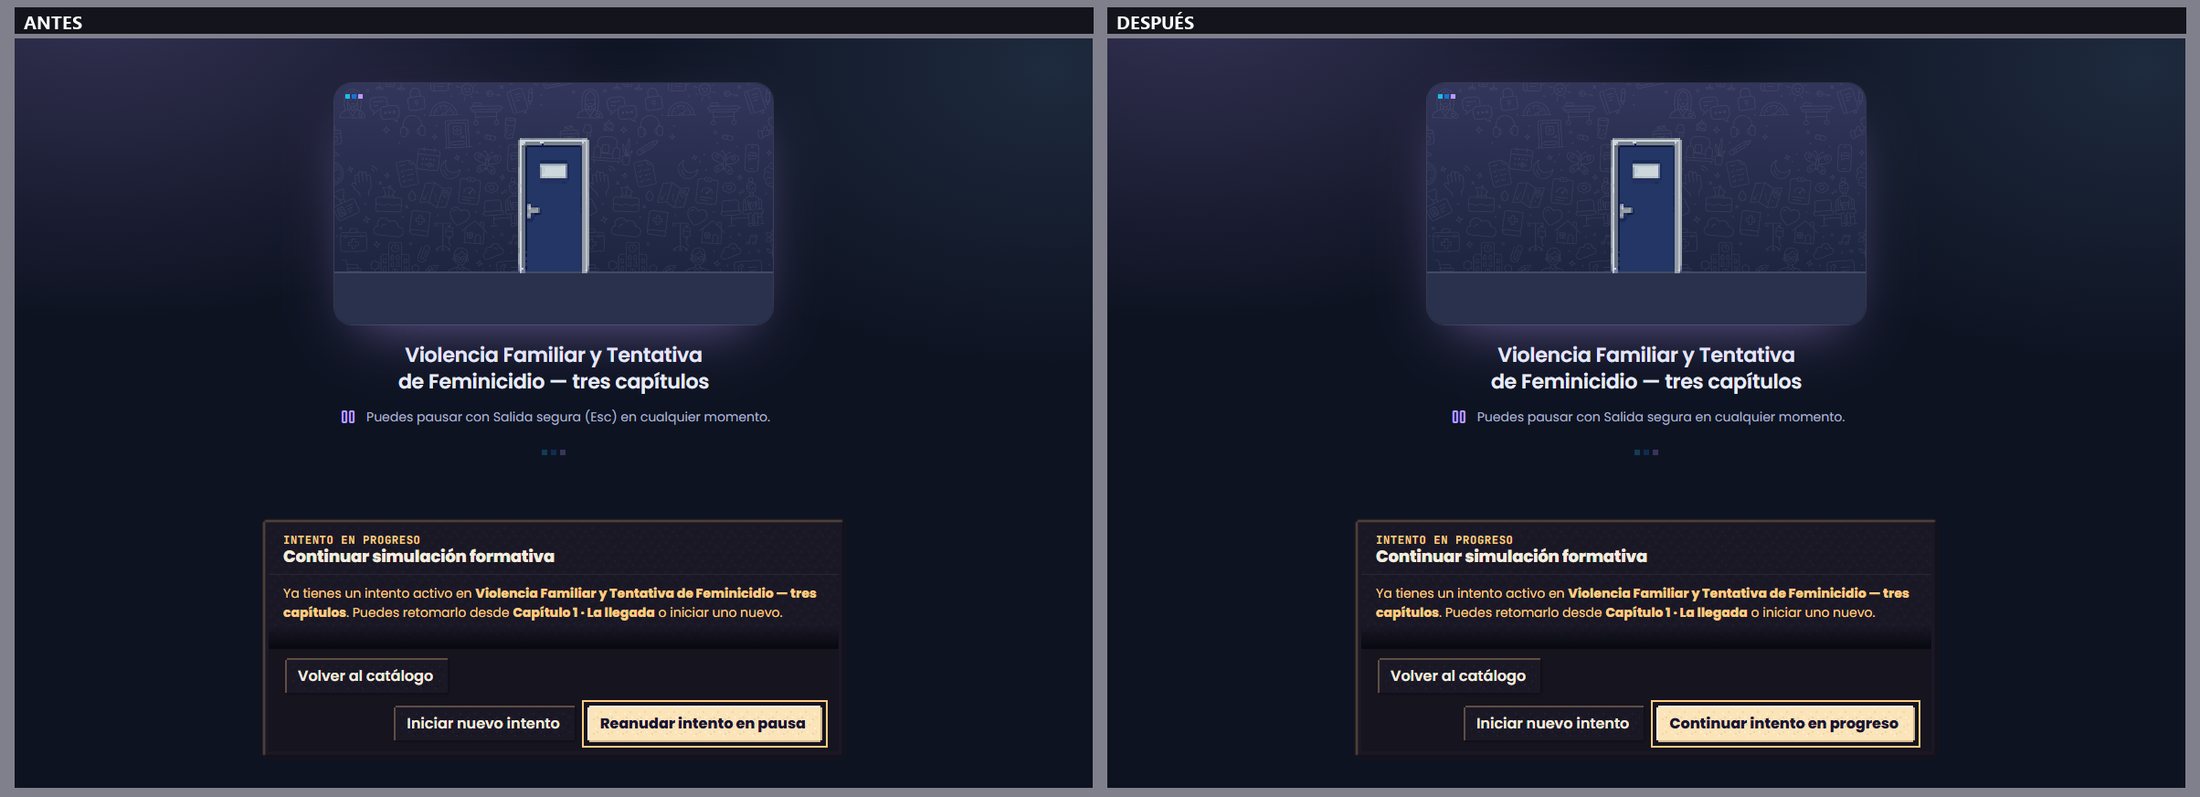 ANTES
Violencia Familiar y Tentativa
de Feminicidio — tres capítulos
Puedes pausar con Salida segura (Esc) en cualquier momento.
INTENTO EN PROGRESO
Continuar simulación formativa
Ya tienes un intento activo en Violencia Familiar y Tentativa de Feminicidio — tres
capítulos. Puedes retomarlo desde Capítulo 1 · La llegada o iniciar uno nuevo.
Volver al catálogo
Iniciar nuevo intento
Reanudar intento en pausa
DESPUÉS
Violencia Familiar y Tentativa
de Feminicidio — tres capítulos
Puedes pausar con Salida segura en cualquier momento.
INTENTO EN PROGRESO
Continuar simulación formativa
Ya tienes un intento activo en Violencia Familiar y Tentativa de Feminicidio — tres
capítulos. Puedes retomarlo desde Capítulo 1 · La llegada o iniciar uno nuevo.
Volver al catálogo
Iniciar nuevo intento
Continuar intento en progreso